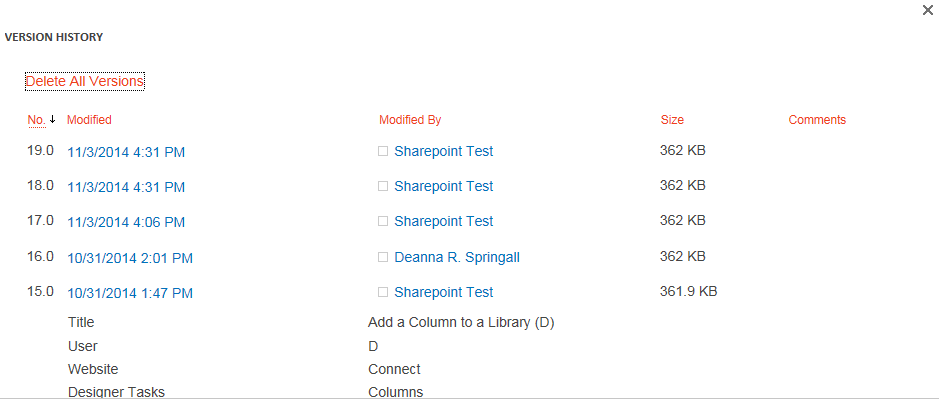 VERSION HISTORY
Delete All Versions
No. Modified Modified By Size Comments
19.0 11/3/2014 4:31 PM Sharepoint Test 362 KB
18.0 11/3/2014 4:31 PM Sharepoint Test 362 KB
17.0 11/3/2014 4:06 PM Sharepoint Test 362 KB
16.0 10/31/2014 2:01 PM Deanna R. Springall 362 KB
15.0 10/31/2014 1:47 PM Sharepoint Test 361.9 KB
Title Add a Column to a Library (D)
User D
Website Connect
Designer Tasks Columns